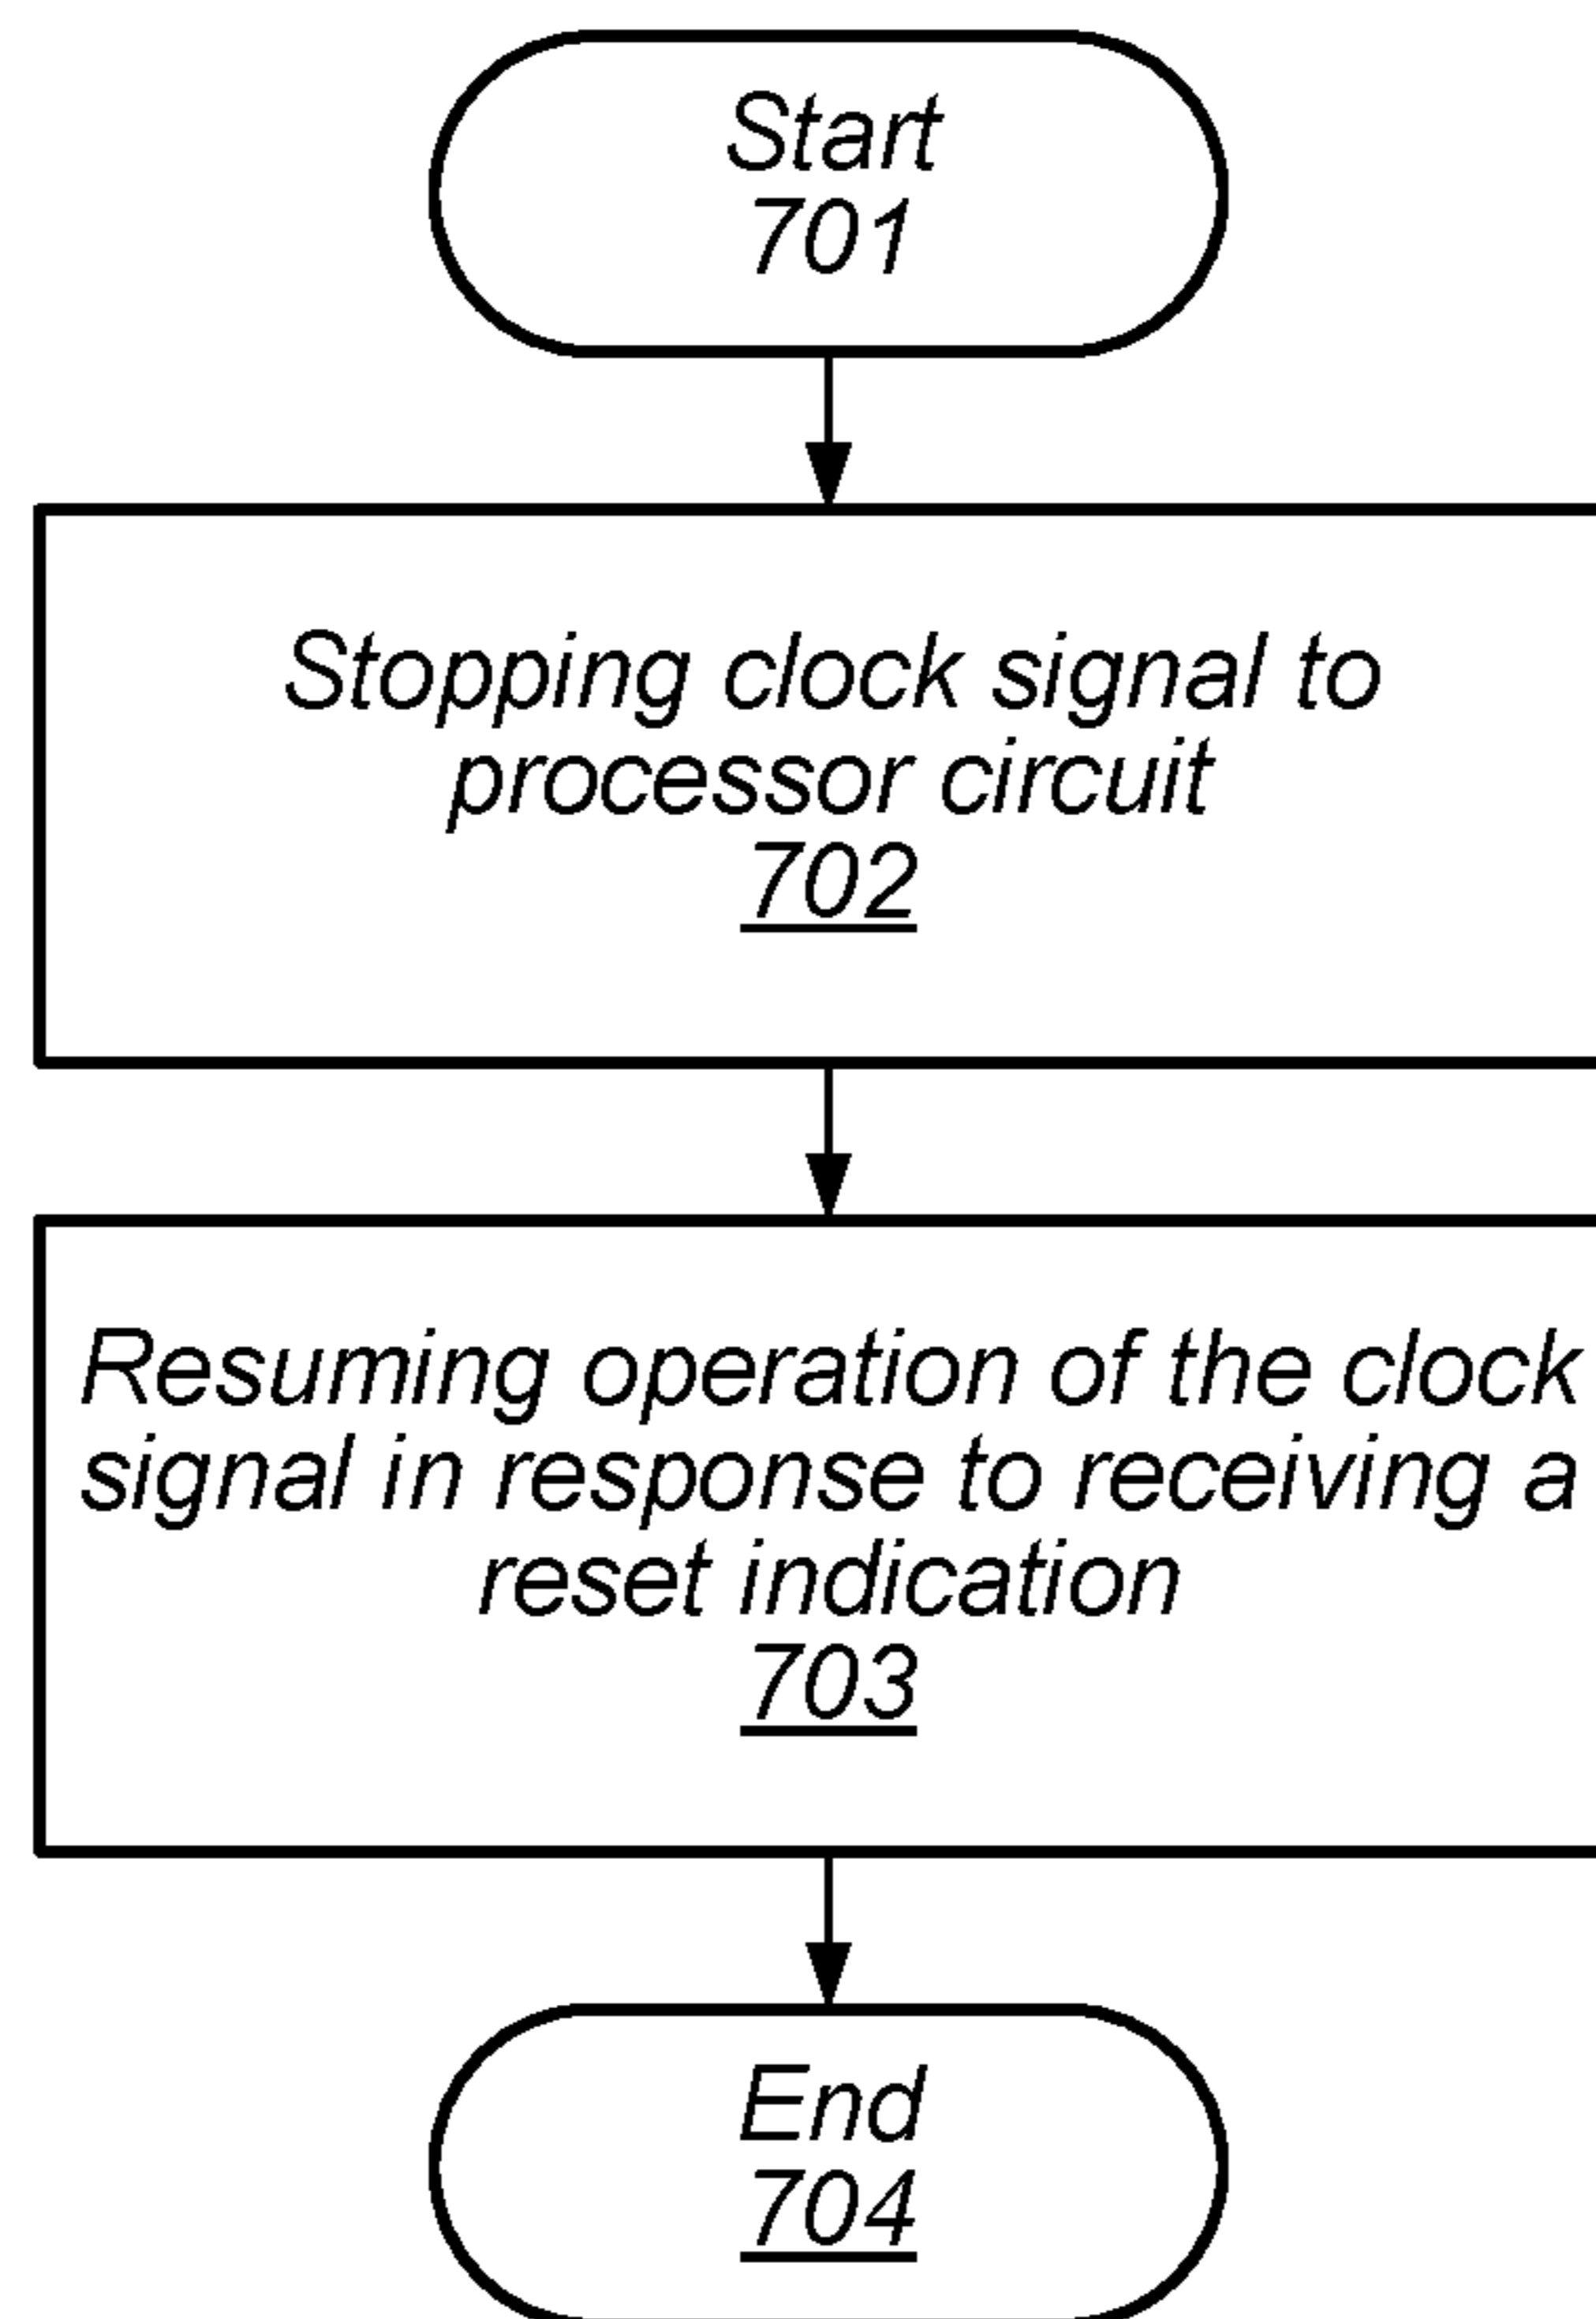 Start
701
Stopping clock signal to
processor circuit
702
Resuming operation of the clock
signal in response to receiving a
reset indication
703
End
704